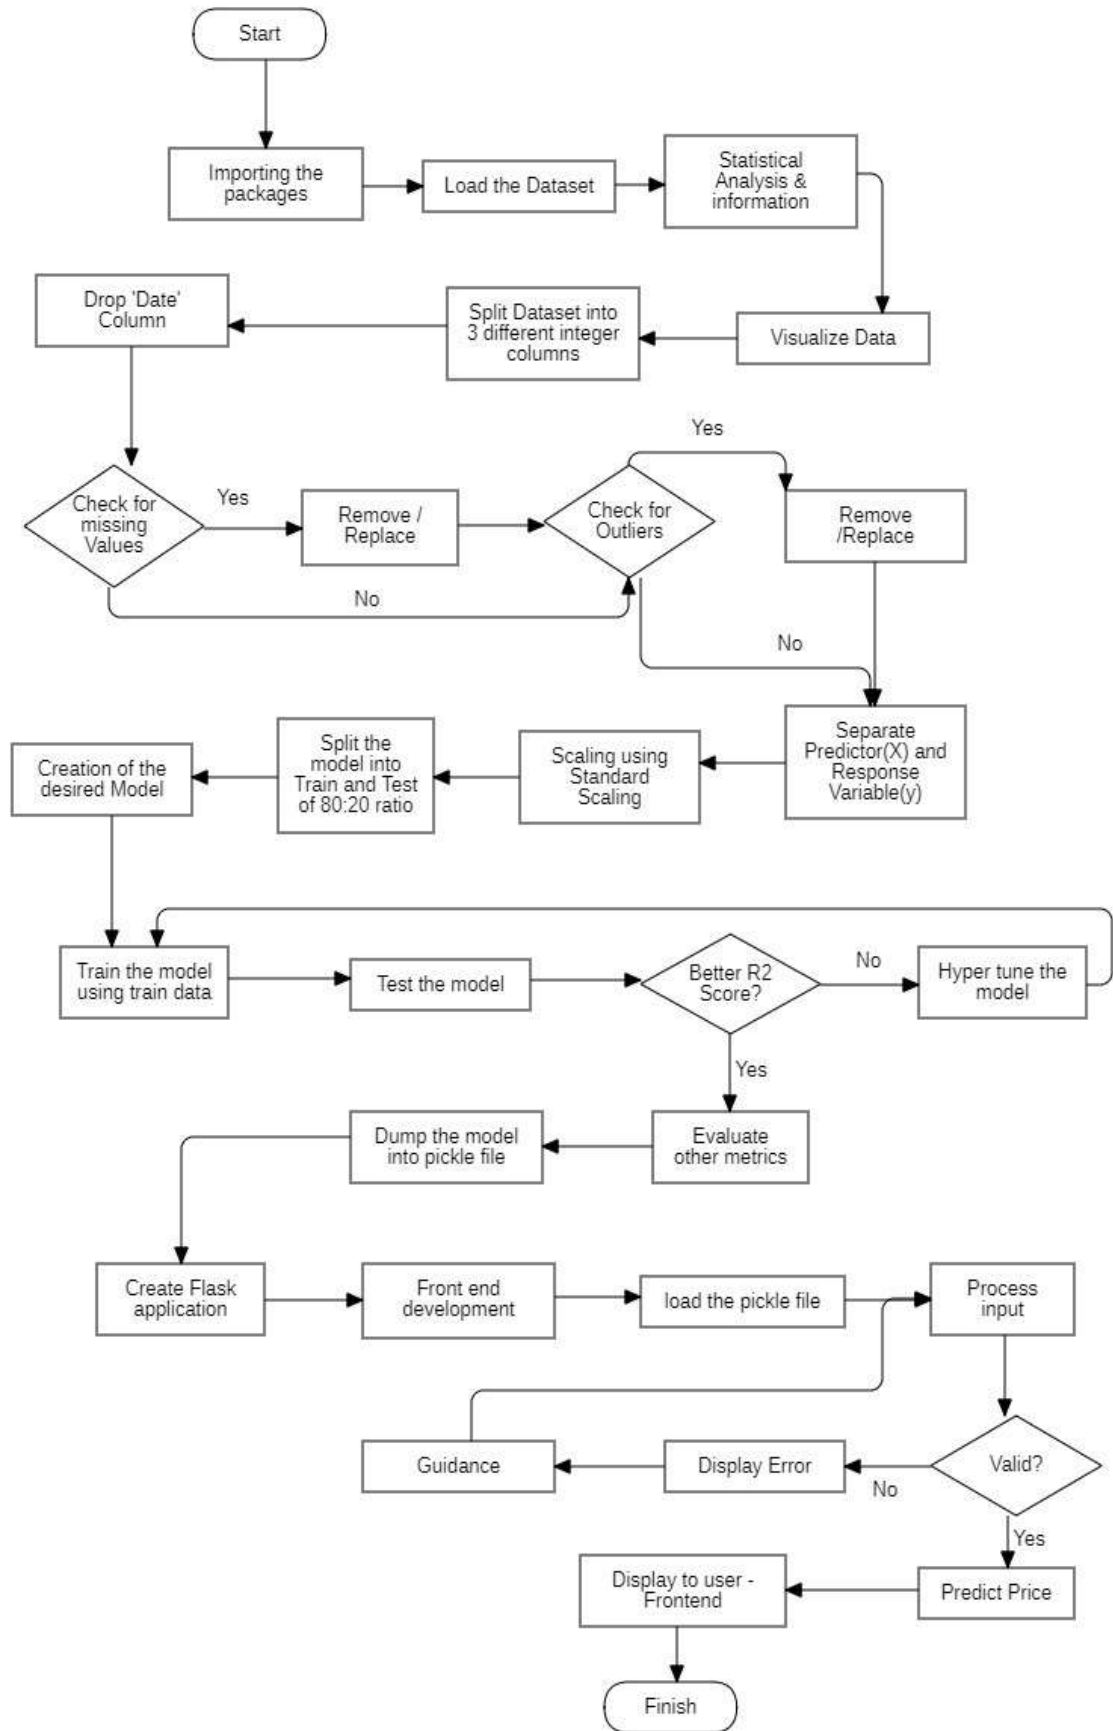 Start
Importing the
packages
Load the Dataset
Statistical
Analysis &
information
Drop 'Date'
Column
Split Dataset into
3 different integer
columns
Visualize Data
Yes
Check for
missing
Values
Yes
Remove /
Replace
Check for
Outliers
Remove
/Replace
No
No
Creation of the
desired Model
Split the
model into
Train and Test
of 80:20 ratio
Scaling using
Standard
Scaling
Separate
Predictor(X) and
Response
Variable(y)
Train the model
using train data
Test the model
Better R2
Score?
No
Hyper tune the
model
Yes
Dump the model
into pickle file
Evaluate
other metrics
Create Flask
application
Front end
development
load the pickle file
Process
input
Guidance
Display Error
No
Valid?
Yes
Display to user -
Frontend
Predict Price
Finish